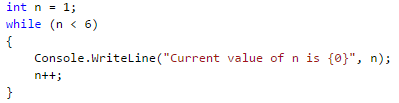 int n = 1;
while (n < 6)
{
    Console.WriteLine("Current value of n is {0}", n);
    n++;
}